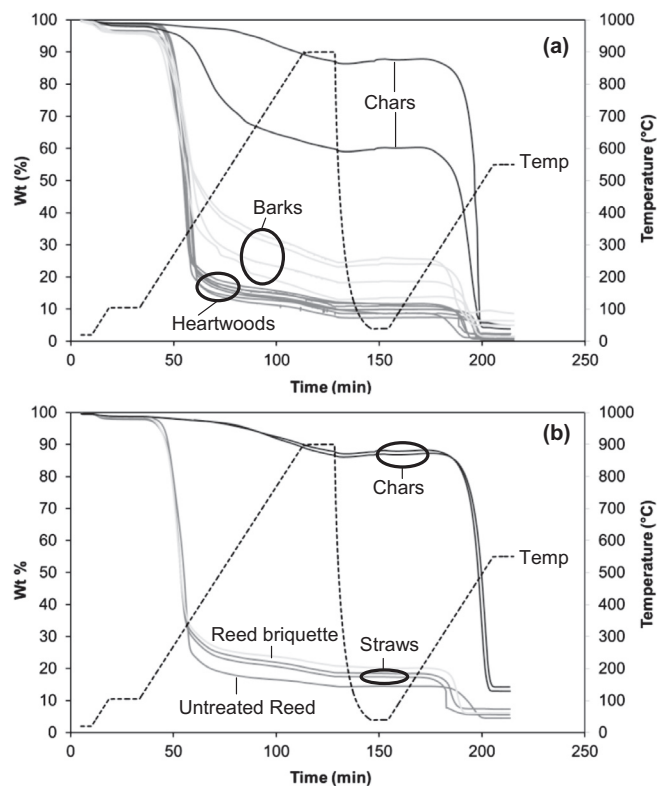 (a)
Wt (%)
100
90
80
70
60
50
40
30
20
10
0
1000
900
800
700
600
500
400
300
200
100
0
Temperature (°C)
Chars
Temp
Barks
Heartwoods
0 50 100 150 200 250
Time (min)
(b)
Wt %
100
90
80
70
60
50
40
30
20
10
0
1000
900
800
700
600
500
400
300
200
100
0
Temperature (°C)
Chars
Temp
Reed briquette
Straws
Untreated Reed
0 50 100 150 200 250
Time (min)